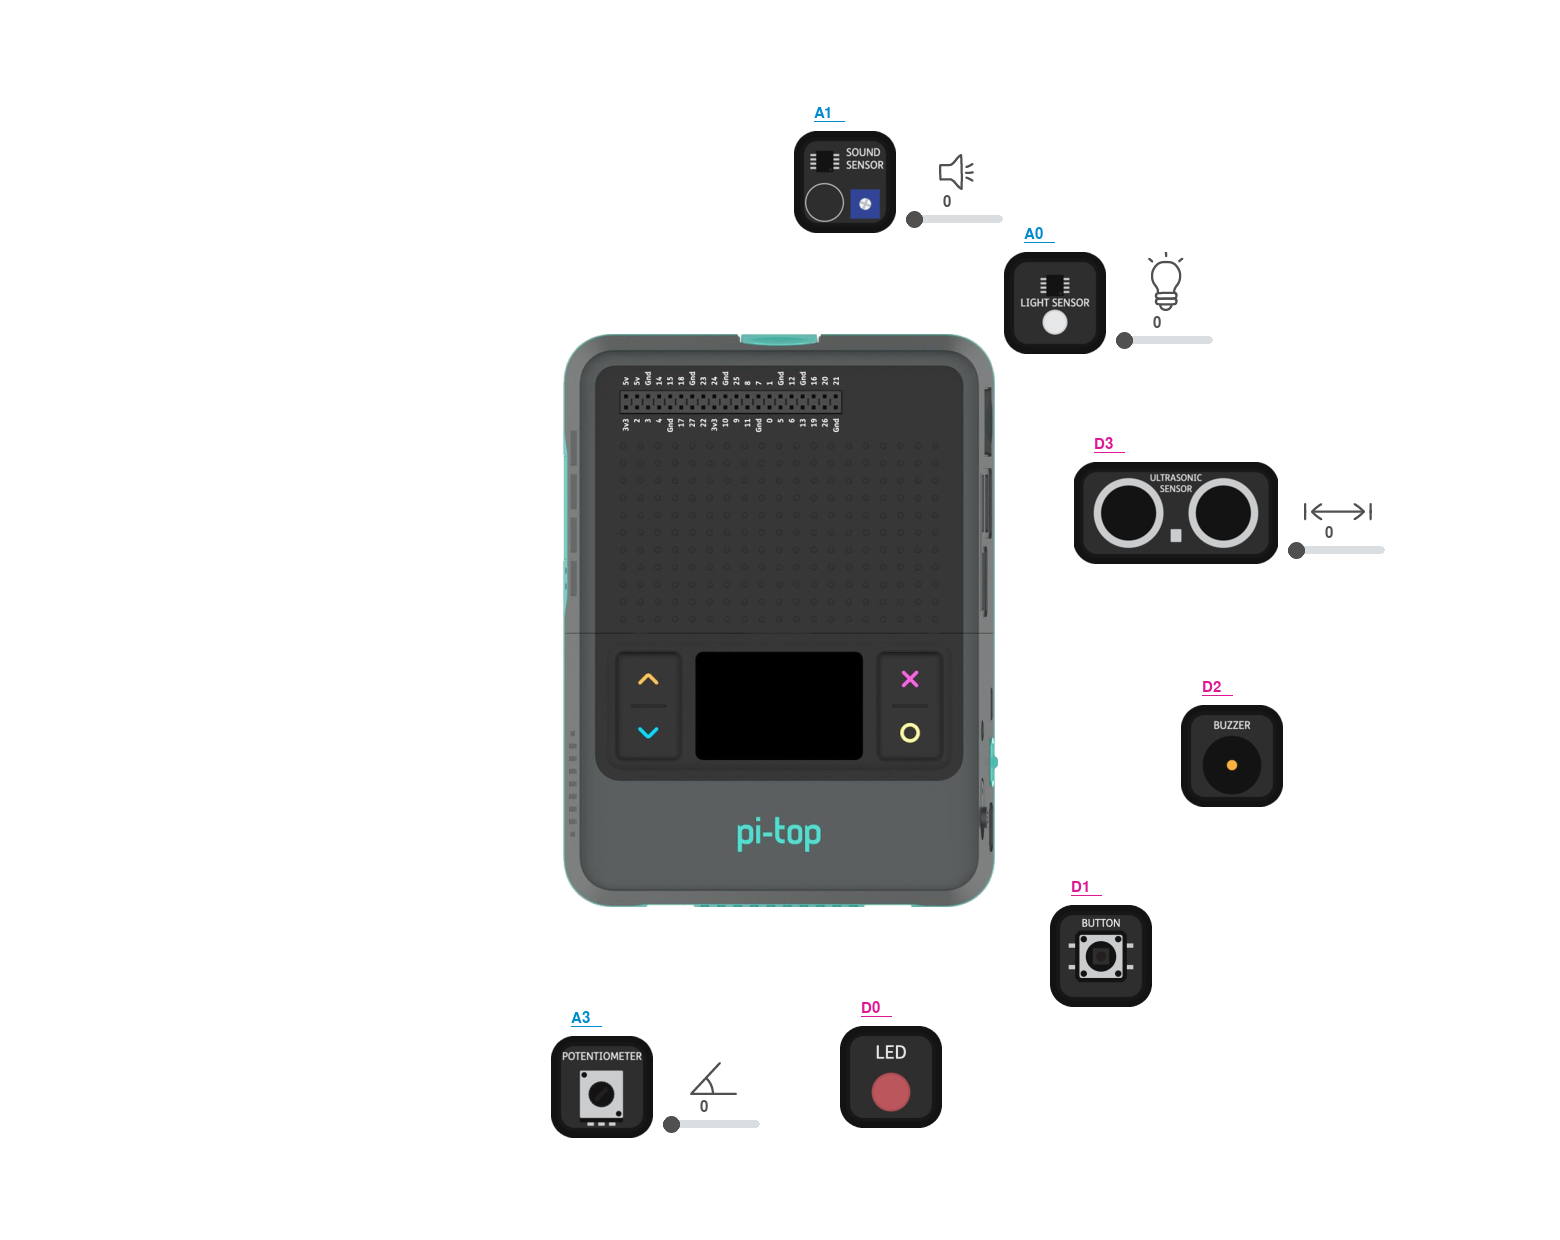 A1
SOUND
SENSOR
0
A0
LIGHT SENSOR
0
5v 5v Gnd 14 15 18 Gnd 23 24 Gnd 25 8 7 1 Gnd 12 Gnd 16 20 21
3v3 2 3 4 Gnd 17 27 22 3v3 10 9 11 Gnd 0 5 6 13 19 26 Gnd
D3
ULTRASONIC
SENSOR
0
D2
BUZZER
pi-top
D1
BUTTON
D0
LED
A3
POTENTIOMETER
0